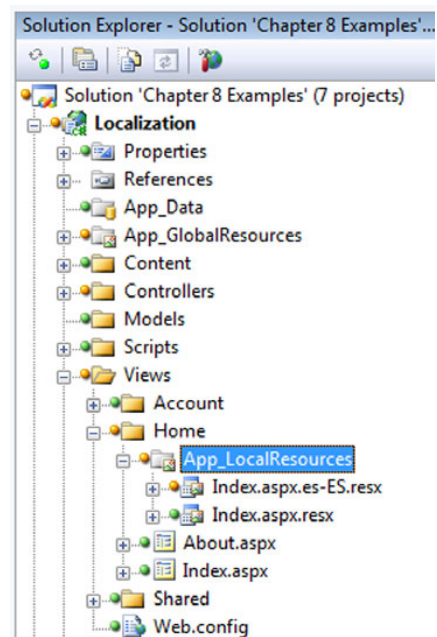 Solution Explorer - Solution 'Chapter 8 Examples'...
Solution 'Chapter 8 Examples' (7 projects)
Localization
Properties
References
App_Data
App_GlobalResources
Content
Controllers
Models
Scripts
Views
Account
Home
App_LocalResources
Index.aspx.es-ES.resx
Index.aspx.resx
About.aspx
Index.aspx
Shared
Web.config